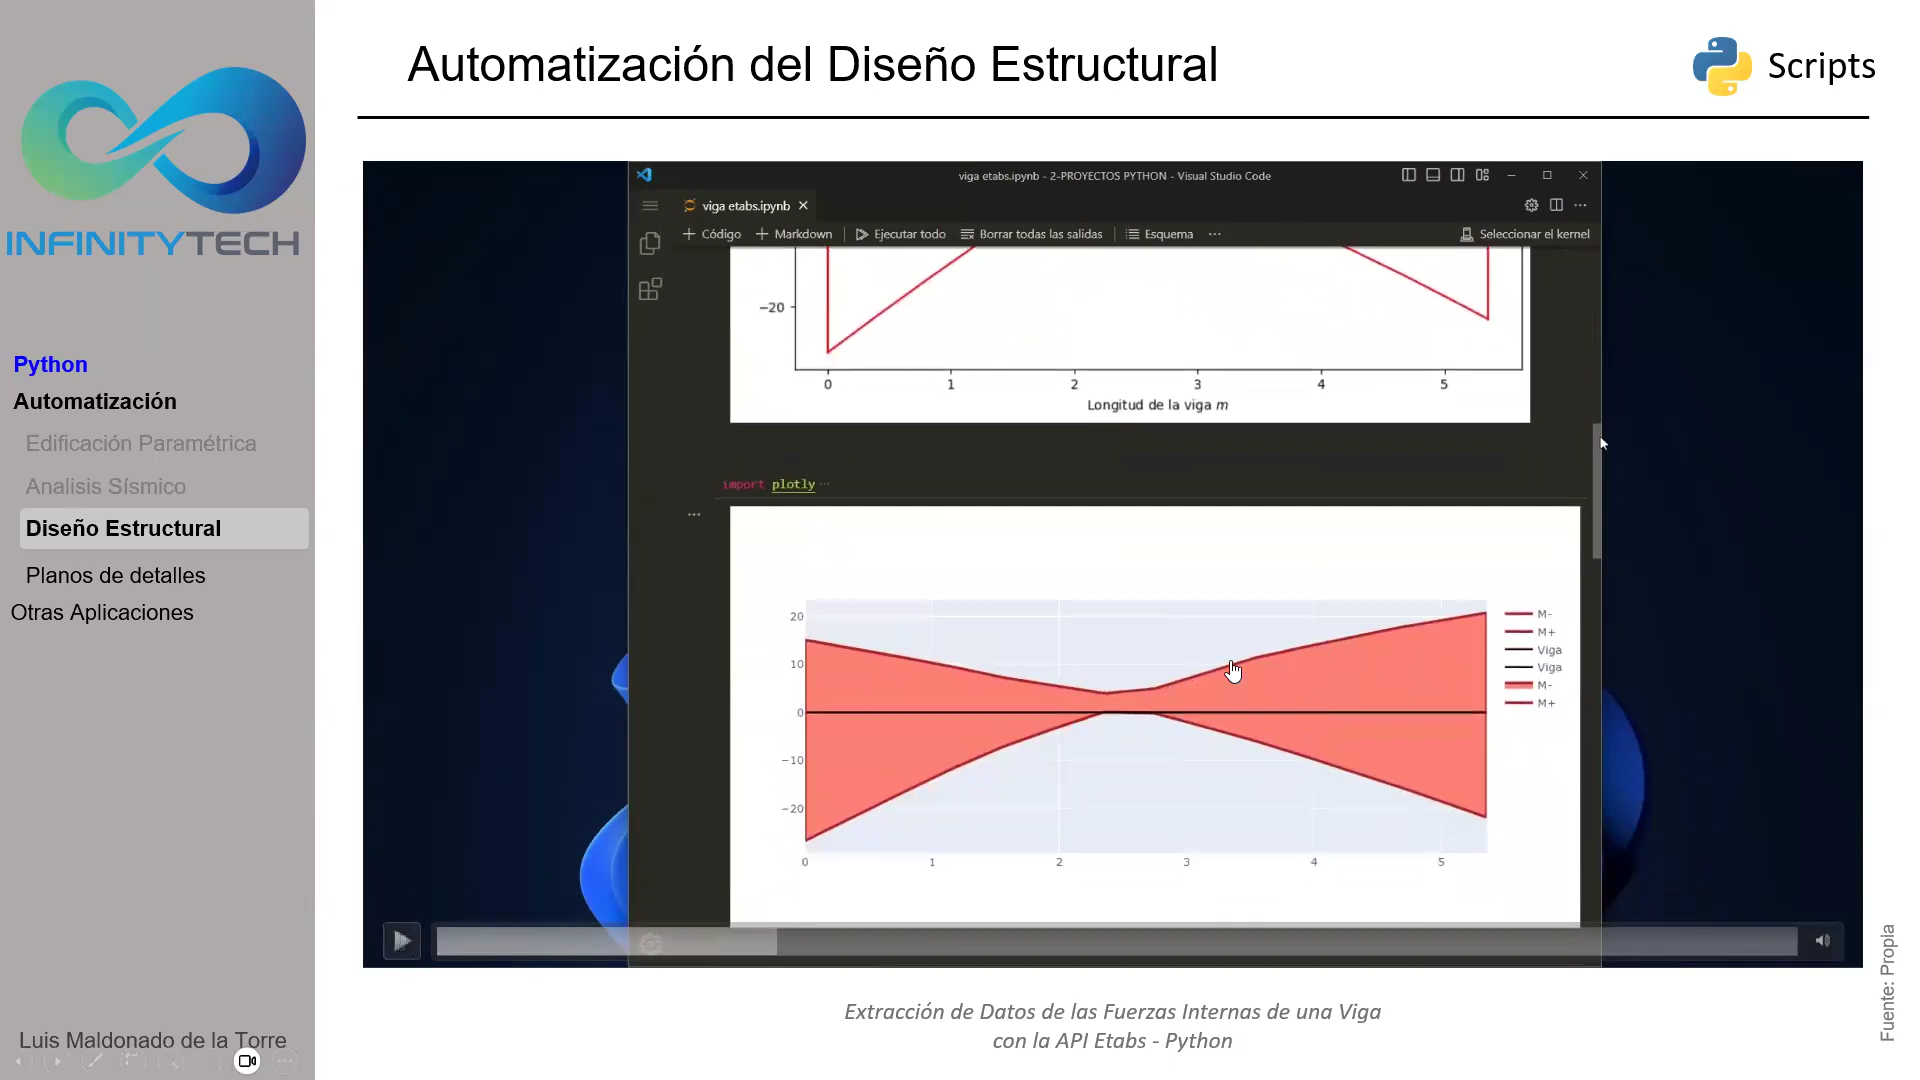 INFINITYTECH
Python
Automatización
Edificación Paramétrica
Analisis Sísmico
Diseño Estructural
Planos de detalles
Otras Aplicaciones
Luis Maldonado de la Torre
Automatización del Diseño Estructural
Scripts
viga etabs.ipynb - 2-PROYECTOS PYTHON - Visual Studio Code
viga etabs.ipynb
Código Markdown Ejecutar todo Borrar todas las salidas Esquema ... Seleccionar el kernel
−20
0 1 2 3 4 5
Longitud de la viga m
import plotly ...
20
10
0
−10
−20
0 1 2 3 4 5
M-
M+
Viga
Viga
M-
M+
Extracción de Datos de las Fuerzas Internas de una Viga
con la API Etabs - Python
Fuente: Propia